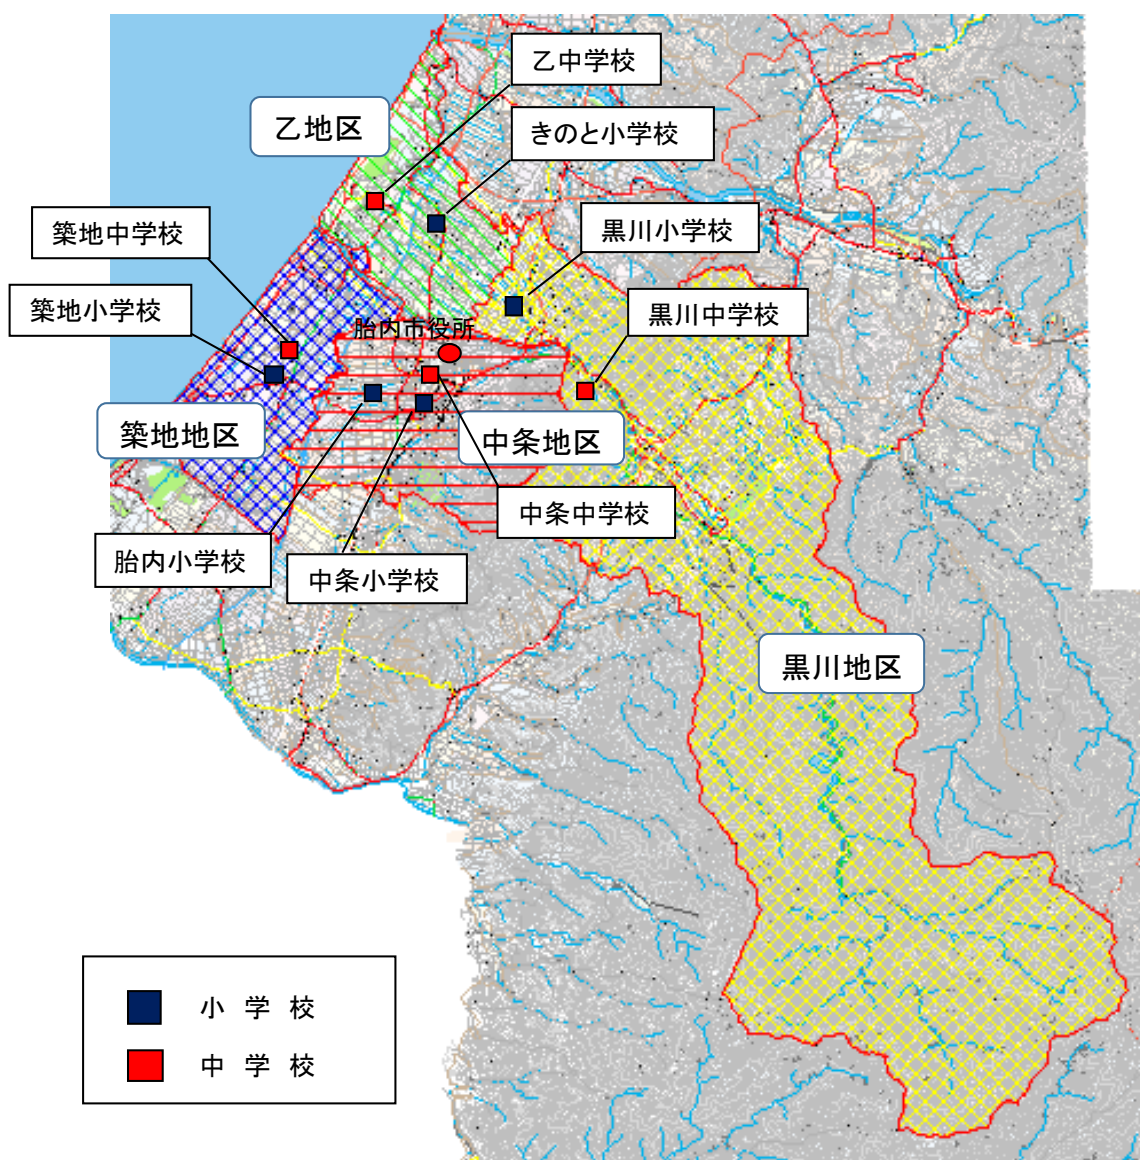 乙中学校
乙地区
きのと小学校
築地中学校
黒川小学校
築地小学校
黒川中学校
胎内市役所
築地地区
中条地区
中条中学校
胎内小学校
中条小学校
黒川地区
小学校
中学校